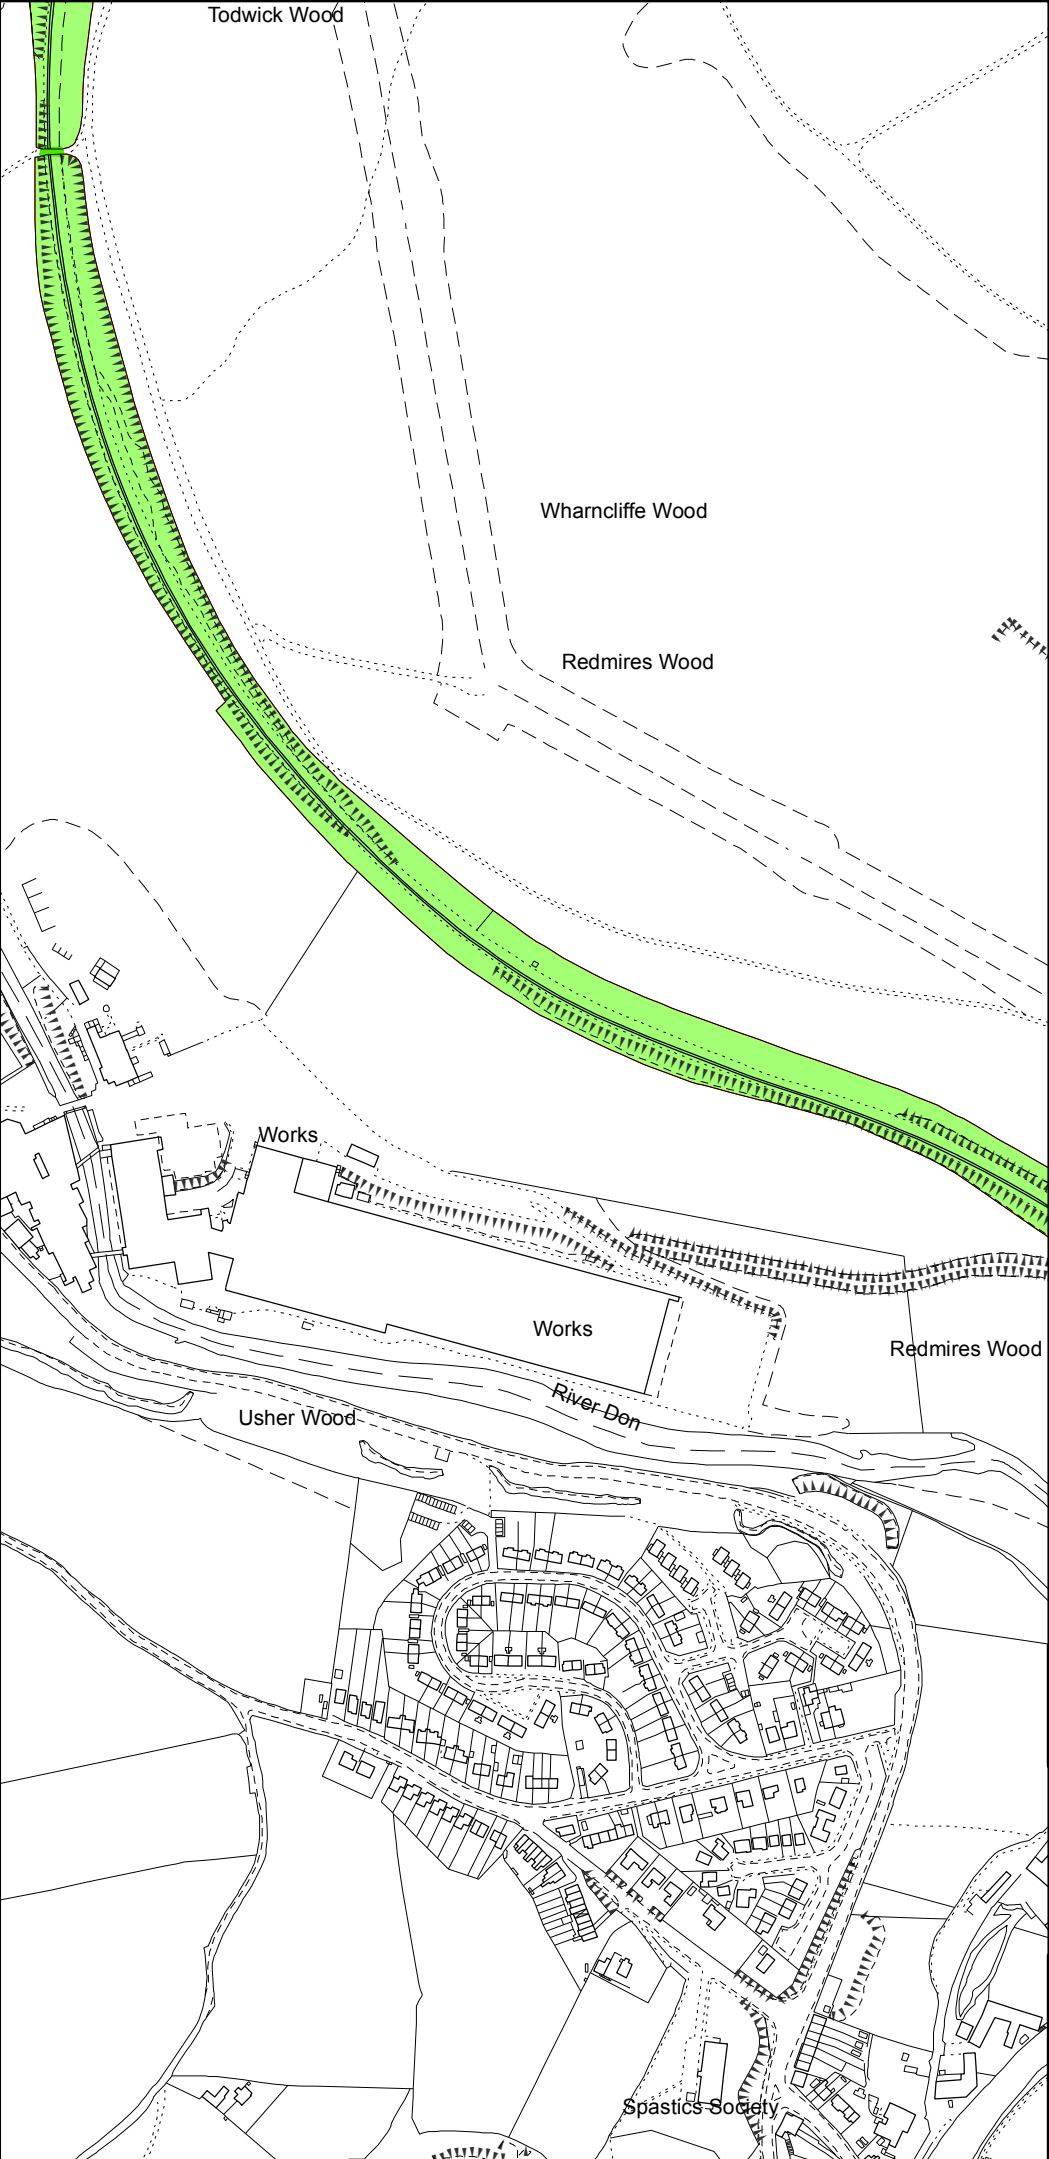 Todwick Wood
Wharncliffe Wood
Redmires Wood
Works
Works
Redmires Wood
River Don
Usher Wood
Spastics Society